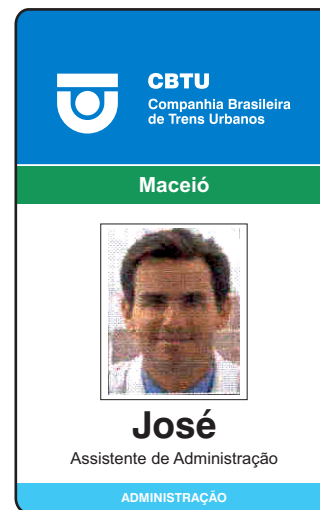 CBTU
Companhia Brasileira
de Trens Urbanos
Maceió
José
Assistente de Administração
ADMINISTRAÇÃO